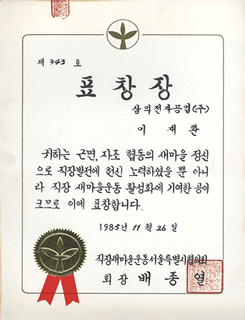 제 343 호
표 창 장
삼의전자공업(주)
이 재 환
귀하는 근면, 자조 협동의 새마을 정신
으로 직장발전에 헌신 노력하였을 뿐 아니
라 직장 새마을운동 활성화에 기여한 공이
크므로 이에 표창합니다.
1985년 11월 26일
직장새마을운동서울특별시협의회
회 장 배 종 열